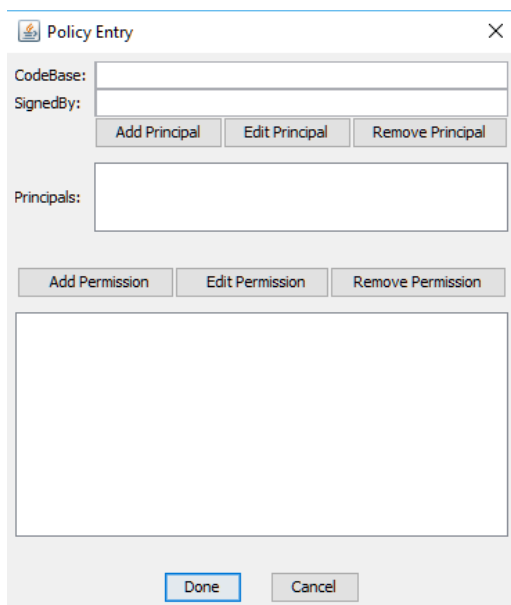 Policy Entry
CodeBase:
SignedBy:
Add Principal Edit Principal Remove Principal
Principals:
Add Permission Edit Permission Remove Permission
Done Cancel